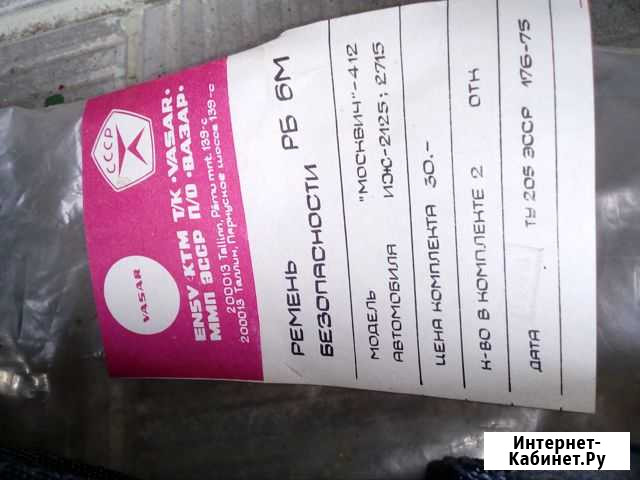 СССР
VASAR
ENSV KTM T/K ·VASAR·
ММП ЭССР П/О ·ВАЗАР·
200013 Tallinn, Pärnu mnt. 139-c
200013 Таллин, Пярнуское шоссе 139-с
РЕМЕНЬ
БЕЗОПАСНОСТИ РБ 6М
МОДЕЛЬ "МОСКВИЧ"-412
АВТОМОБИЛЯ ИЖ-2125; 2715
ЦЕНА КОМПЛЕКТА 30.-
К-ВО В КОМПЛЕКТЕ 2 ОТК
ДАТА ТУ 205 ЭССР 176-75
Интернет-
Кабинет.Ру